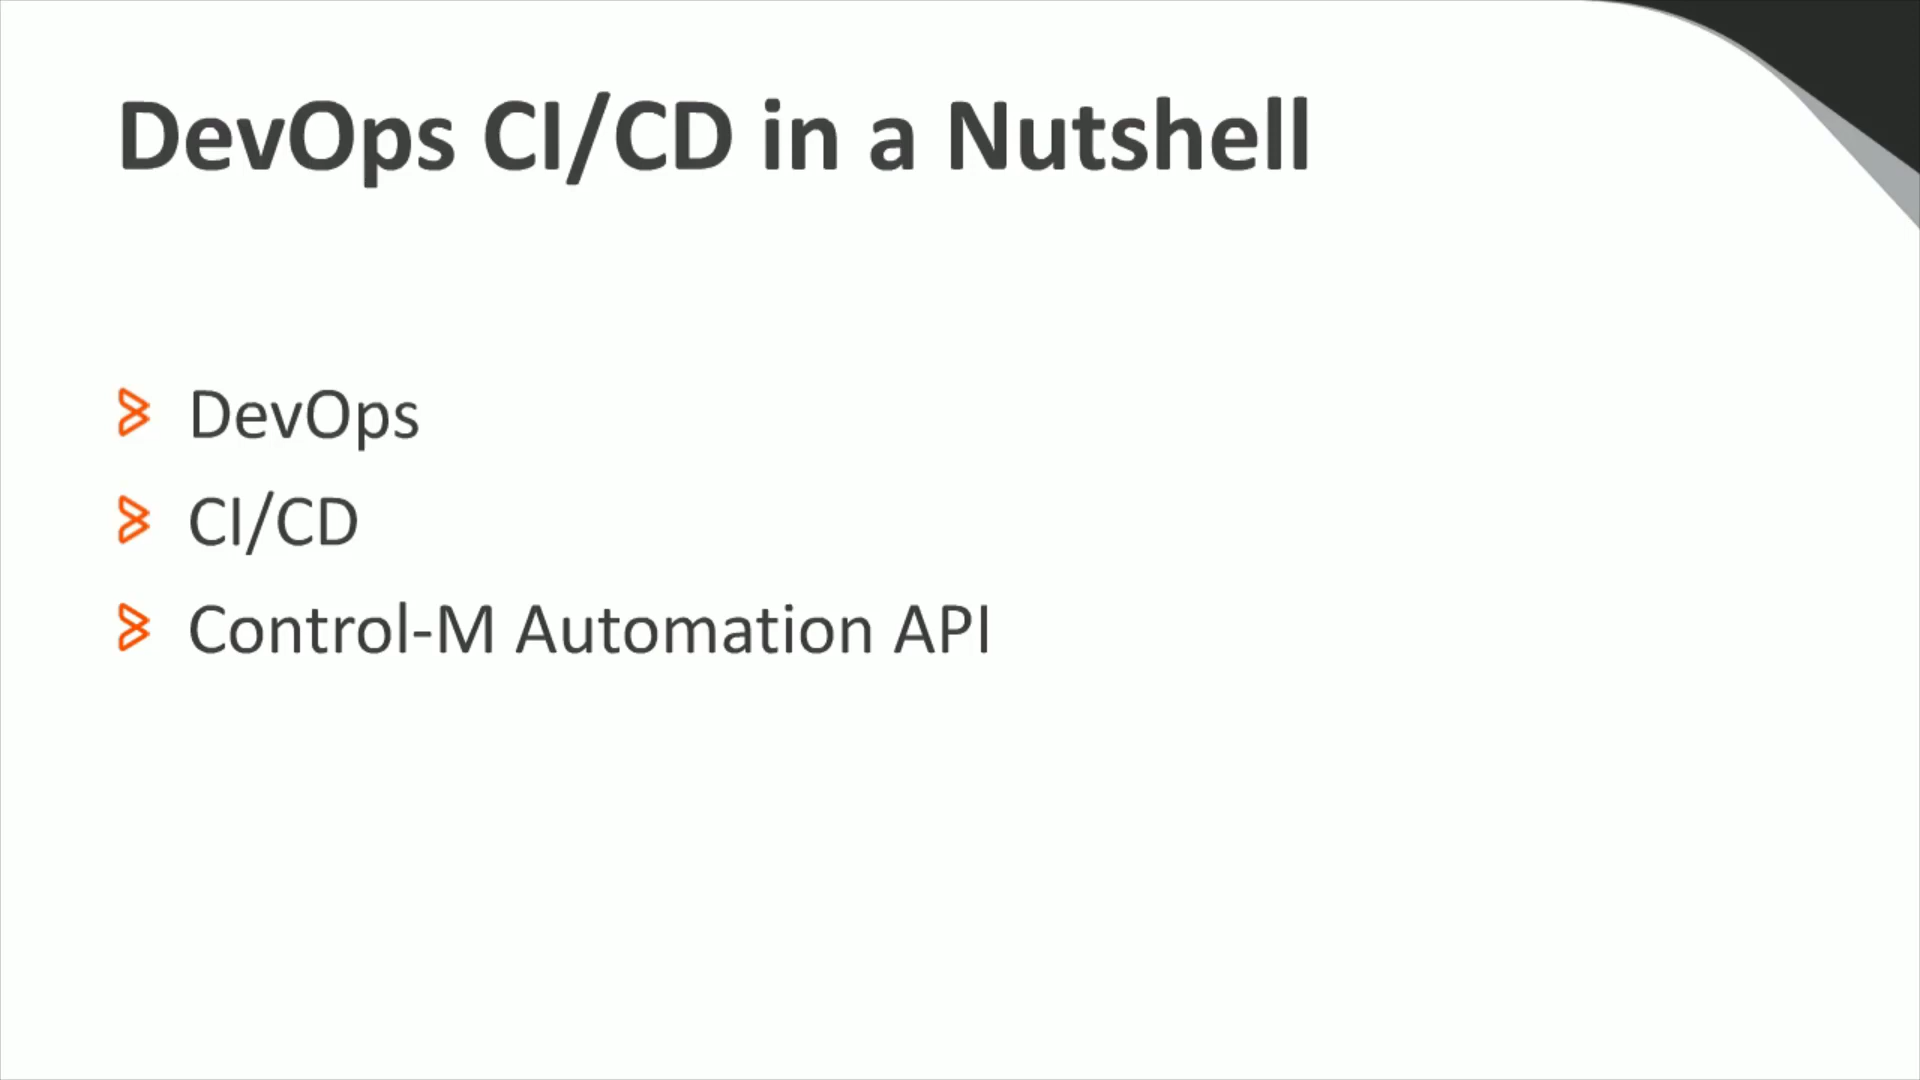 DevOps CI/CD in a Nutshell
DevOps
CI/CD
Control-M Automation API